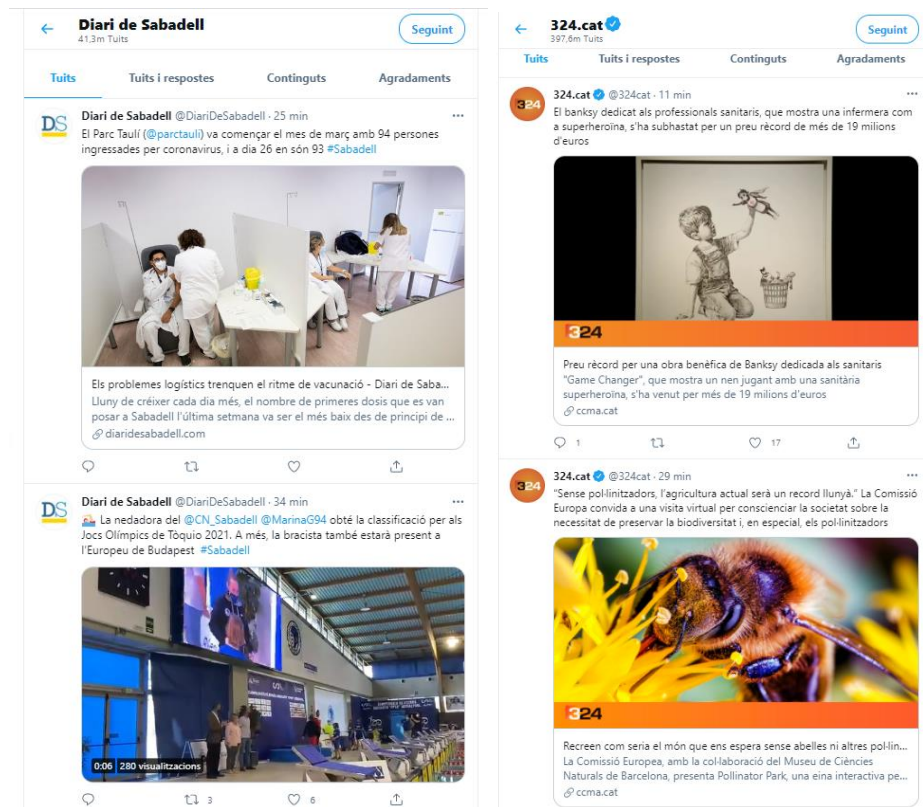 Diari de Sabadell
41,3m Tuits
Seguint
Tuits
Tuits i respostes
Continguts
Agradaments
DS
Diari de Sabadell @DiariDeSabadell · 25 min
El Parc Taulí (@parctauli) va començar el mes de març amb 94 persones
ingressades per coronavirus, i a dia 26 en són 93 #Sabadell
Els problemes logístics trenquen el ritme de vacunació - Diari de Saba...
Lluny de créixer cada dia més, el nombre de primeres dosis que es van
posar a Sabadell l'última setmana va ser el més baix des de principi de ...
diaridesabadell.com
DS
Diari de Sabadell @DiariDeSabadell · 34 min
La nedadora del @CN_Sabadell @MarinaG94 obté la classificació per als
Jocs Olímpics de Tòquio 2021. A més, la bracista també estarà present a
l'Europeu de Budapest #Sabadell
0:06 280 visualitzacions
3
6
324.cat
397,6m Tuits
Seguint
Tuits
Tuits i respostes
Continguts
Agradaments
324
324.cat @324cat · 11 min
El banksy dedicat als professionals sanitaris, que mostra una infermera com
a superheroïna, s'ha subhastat per un preu rècord de més de 19 milions
d'euros
324
Preu rècord per una obra benèfica de Banksy dedicada als sanitaris
"Game Changer", que mostra un nen jugant amb una sanitària
superheroïna, s'ha venut per més de 19 milions d'euros
ccma.cat
1
17
324
324.cat @324cat · 29 min
"Sense pol·linitzadors, l'agricultura actual serà un record llunyà." La Comissió
Europa convida a una visita virtual per conscienciar la societat sobre la
necessitat de preservar la biodiversitat i, en especial, els pol·linitzadors
324
Recreen com seria el món que ens espera sense abelles ni altres pol·lin...
La Comissió Europea, amb la col·laboració del Museu de Ciències
Naturals de Barcelona, presenta Pollinator Park, una eina interactiva pe...
ccma.cat